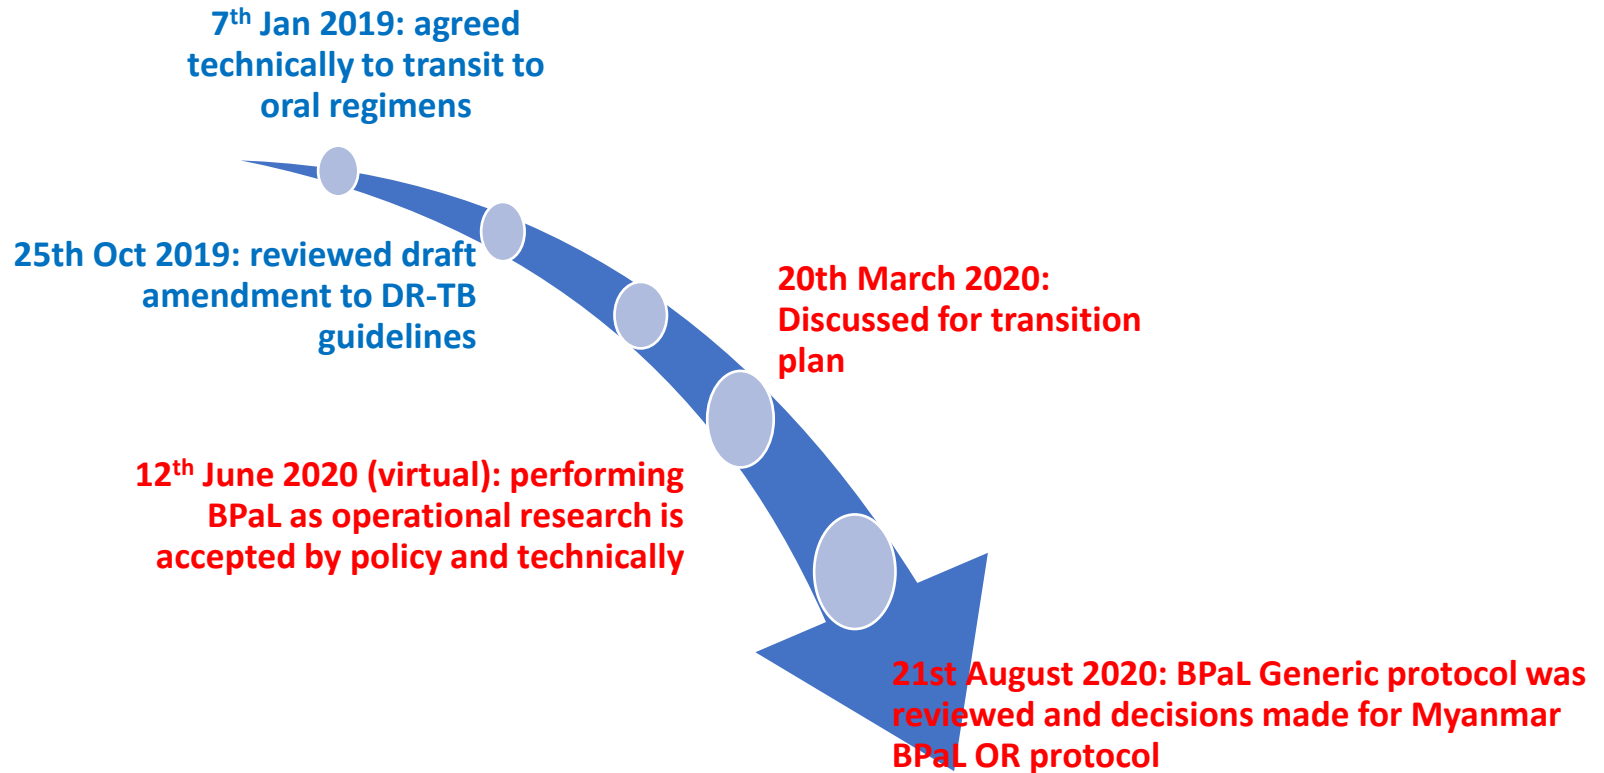 7th Jan 2019: agreed
technically to transit to
oral regimens
25th Oct 2019: reviewed draft
amendment to DR-TB
guidelines
20th March 2020:
Discussed for transition
plan
12th June 2020 (virtual): performing
BPaL as operational research is
accepted by policy and technically
21st August 2020: BPaL Generic protocol was
reviewed and decisions made for Myanmar
BPaL OR protocol